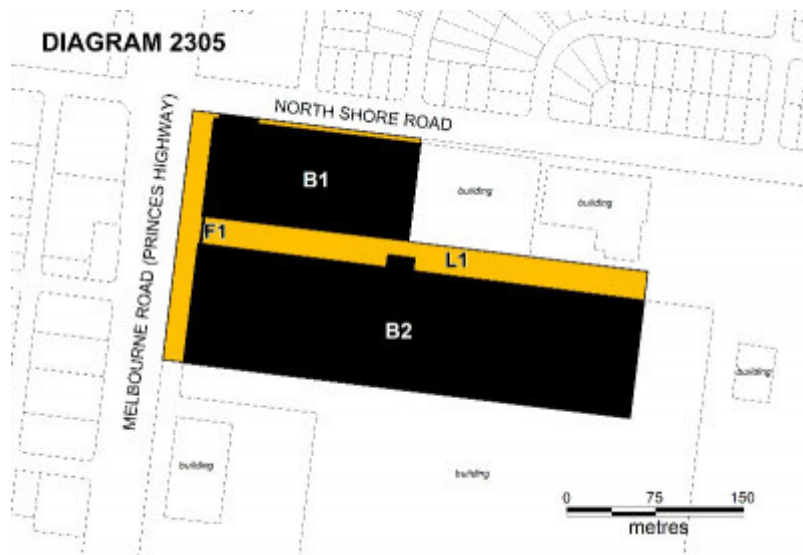 DIAGRAM 2305
NORTH SHORE ROAD
MELBOURNE ROAD (PRINCES HIGHWAY)
B1
building
building
F1
L1
B2
building
building
building
0 75 150
metres